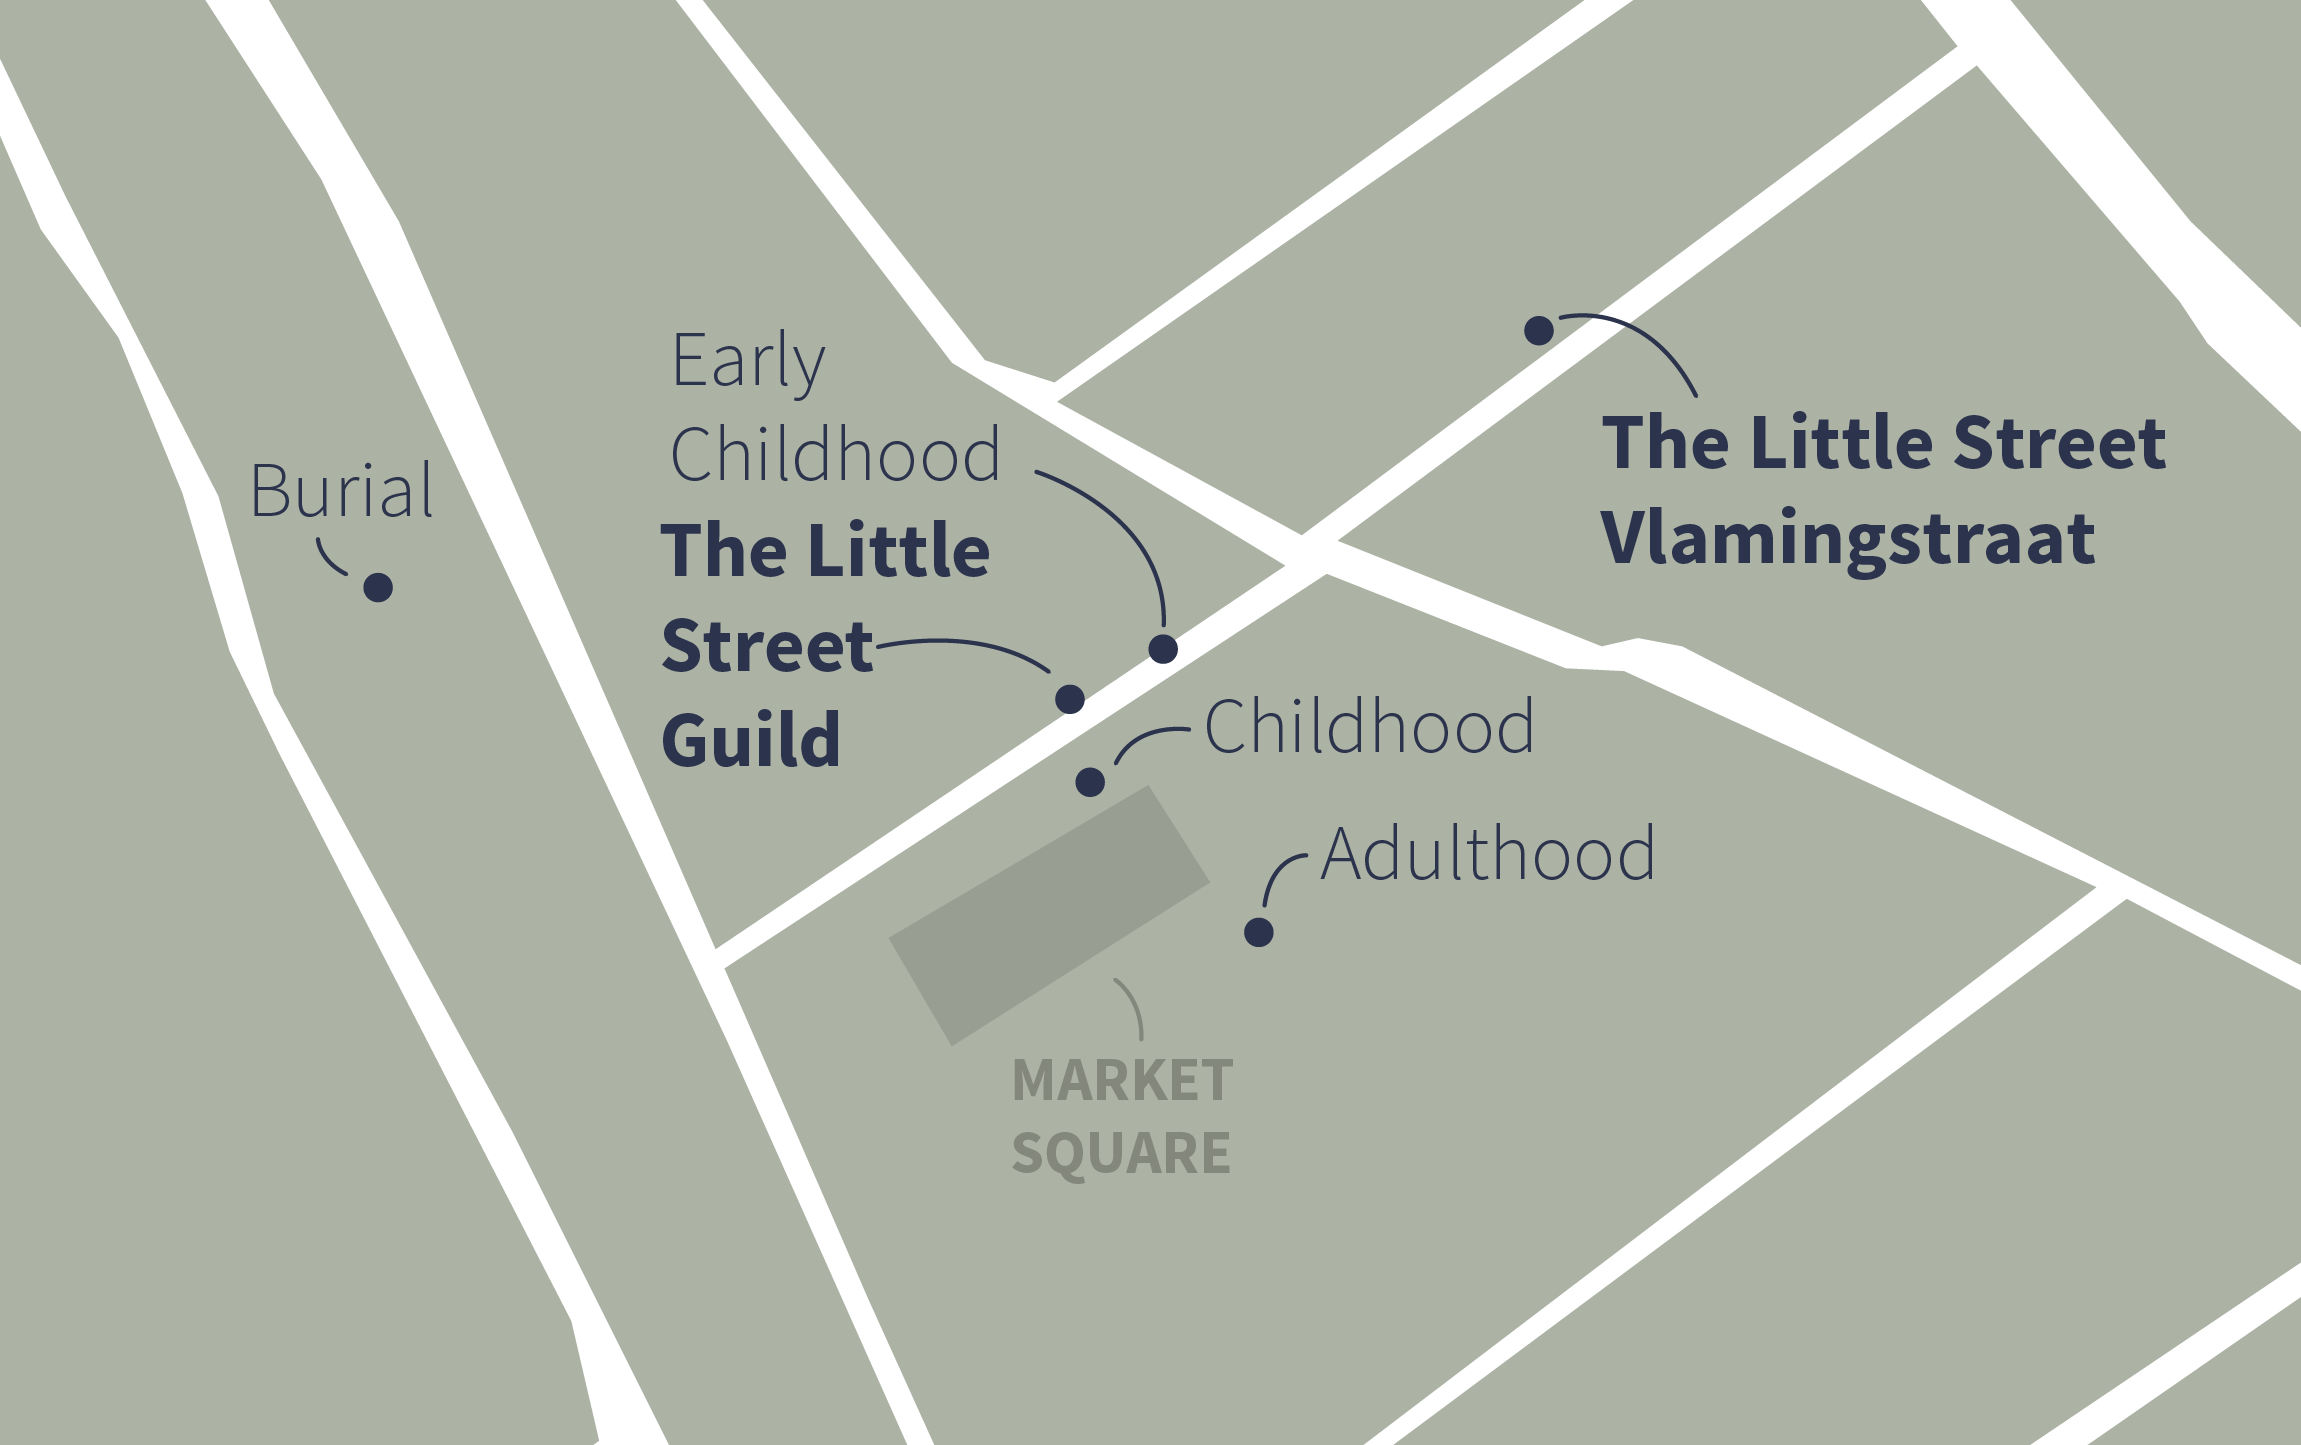 Early
Childhood
The Little
Street
Guild
Burial
The Little Street
Vlamingstraat
Childhood
Adulthood
MARKET
SQUARE